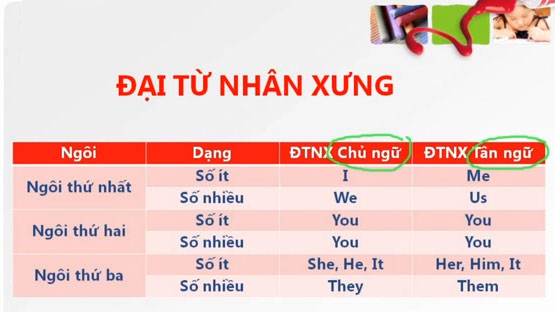 ĐẠI TỪ NHÂN XƯNG
Ngôi Dạng ĐTNX Chủ ngữ ĐTNX Tân ngữ
Ngôi thứ nhất Số ít I Me
Số nhiều We Us
Ngôi thứ hai Số ít You You
Số nhiều You You
Ngôi thứ ba Số ít She, He, It Her, Him, It
Số nhiều They Them